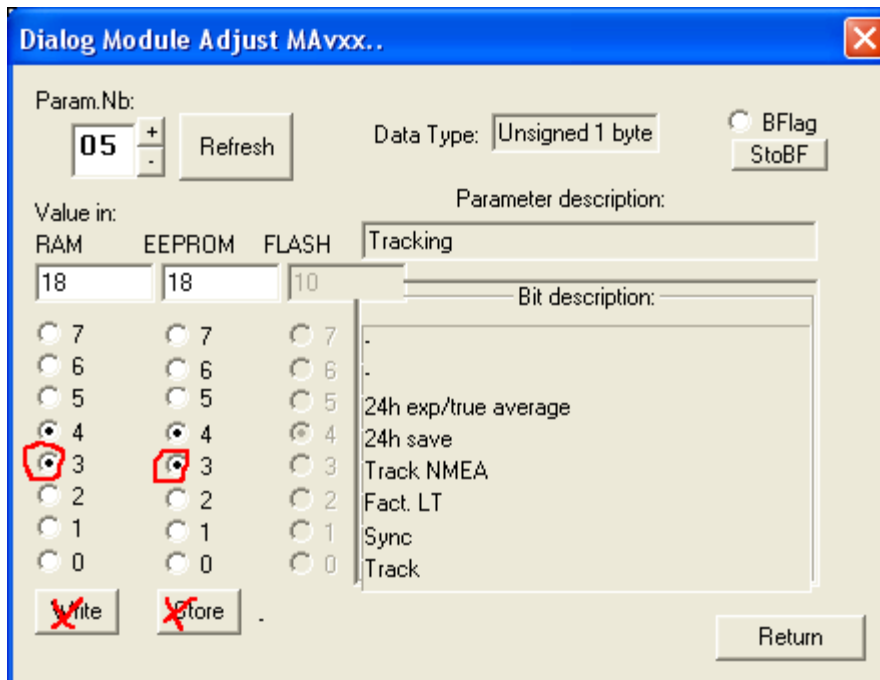 Dialog Module Adjust MAvxx..
Param.Nb:
05
+
-
Refresh
Data Type:
Unsigned 1 byte
BFlag
StoBF
Value in:
RAM EEPROM FLASH
18 18 10
Parameter description:
Tracking
Bit description:
7 7 7 -
6 6 6 -
5 5 5 24h exp/true average
4 4 4 24h save
3 3 3 Track NMEA
2 2 2 Fact. LT
1 1 1 Sync
0 0 0 Track
Write Store .
Return